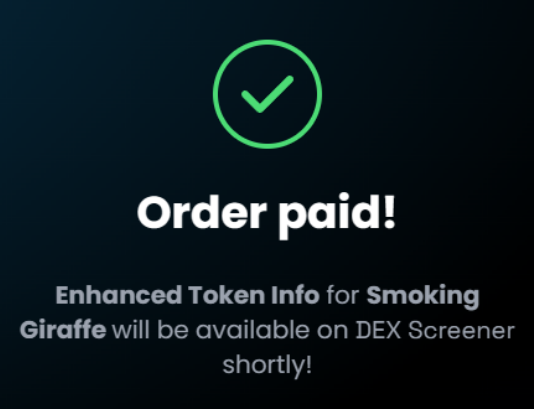 Order paid!
Enhanced Token Info for Smoking
Giraffe will be available on DEX Screener
shortly!